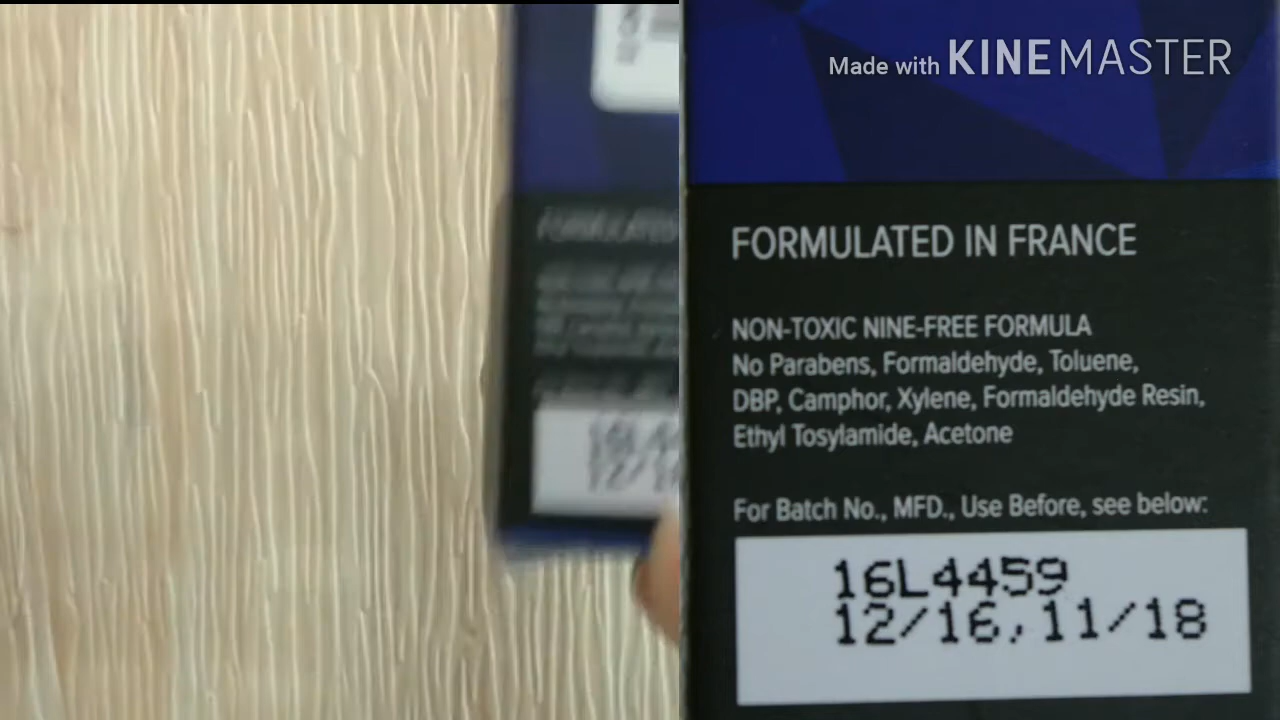 Made with KINEMASTER
FORMULATED IN FRANCE
NON-TOXIC NINE-FREE FORMULA
No Parabens, Formaldehyde, Toluene,
DBP, Camphor, Xylene, Formaldehyde Resin,
Ethyl Tosylamide, Acetone
For Batch No., MFD., Use Before, see below:
16L4459
12/16, 11/18
FORMULATED